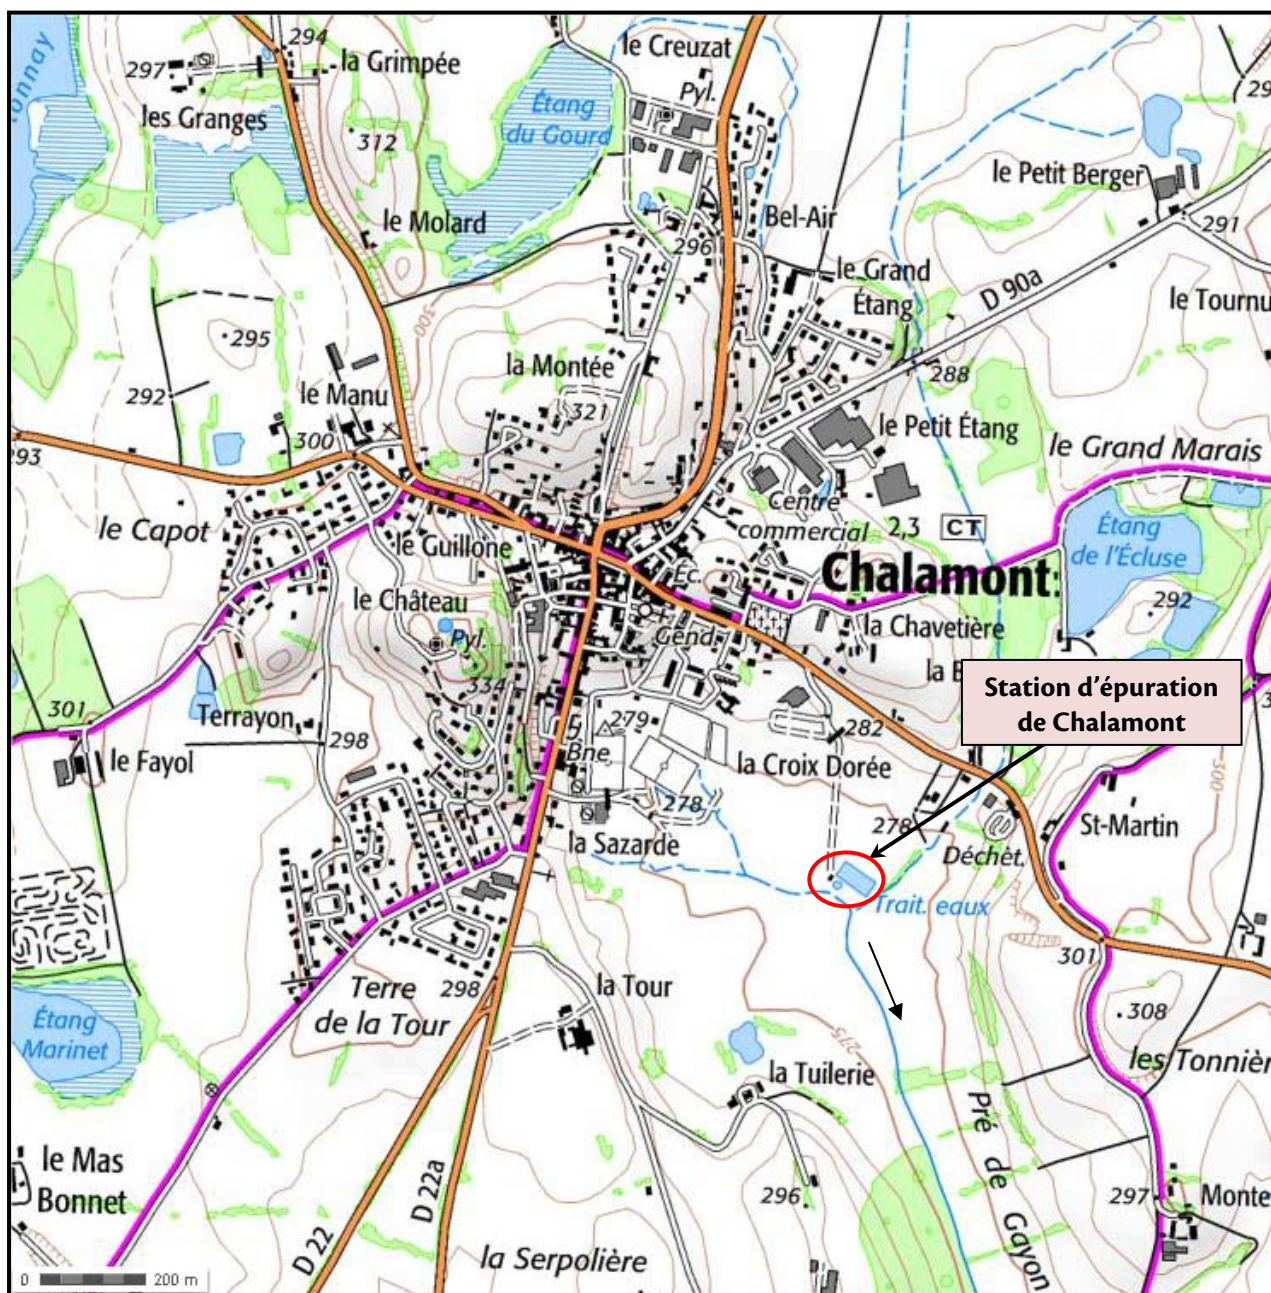 294
la Grimpée
297
les Granges
312
Étang
du Gourd
le Creuzat
Pyl.
le Molard
296
Bel-Air
le Petit Berger
291
le Grand
Étang
D 90a
le Tournu
300
295
292
la Montée
321
288
le Manu
300
293
le Petit Étang
le Grand Marais
le Capot
le Guillone
Centre
commercial
2,3
CT
Étang
de l'Écluse
292
Chalamont
Éc.
le Château
Pyl.
334
Gend.
la Chavetière
la B
Station d'épuration
de Chalamont
301
Terrayon
298
le Fayol
279
Bne
282
la Croix Dorée
278
278
la Sazarde
Déchèt.
St-Martin
300
Trait. eaux
301
298
Terre
de la Tour
la Tour
Étang
Marinet
275
308
les Tonnièr
la Tuilerie
le Mas
Bonnet
D 22
D 22a
296
Pré de Gayon
297
Monte
la Serpolière
0 200 m